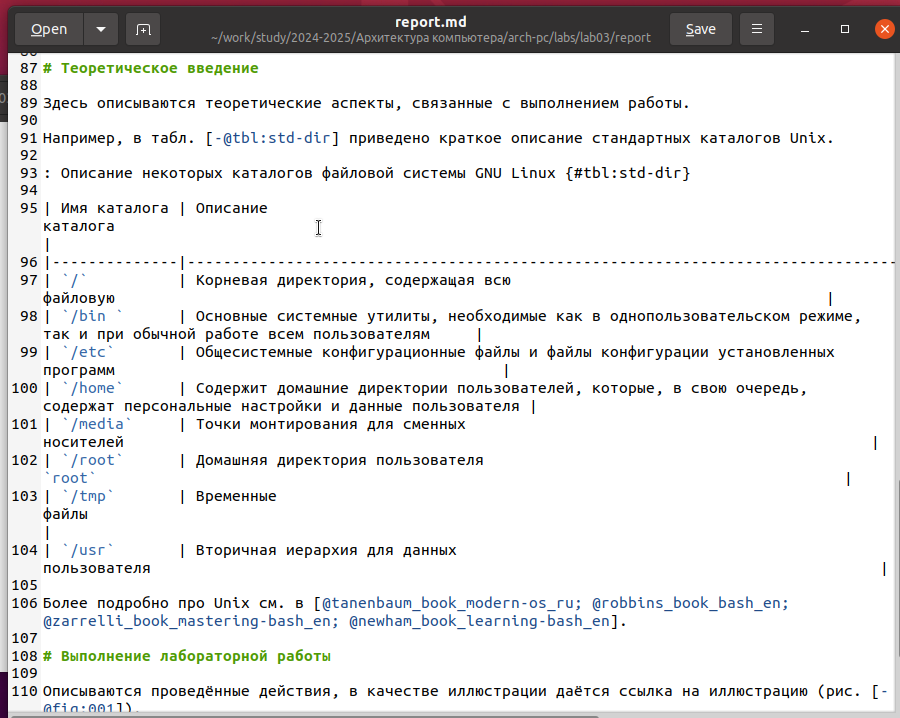 report.md
Open
~/work/study/2024-2025/Архитектура компьютера/arch-pc/labs/lab03/report
Save
87 # Теоретическое введение
88
89 Здесь описываются теоретические аспекты, связанные с выполнением работы.
90
91 Например, в табл. [-@tbl:std-dir] приведено краткое описание стандартных каталогов Unix.
92
93 : Описание некоторых каталогов файловой системы GNU Linux {#tbl:std-dir}
94
95 | Имя каталога | Описание
каталога
|
96 |--------------|-------------------------------------------------------------------------------
97 | `/`          | Корневая директория, содержащая всю
файловую                                                                               |
98 | `/bin `      | Основные системные утилиты, необходимые как в однопользовательском режиме,
так и при обычной работе всем пользователям     |
99 | `/etc`       | Общесистемные конфигурационные файлы и файлы конфигурации установленных
программ                                           |
100 | `/home`      | Содержит домашние директории пользователей, которые, в свою очередь,
содержат персональные настройки и данные пользователя |
101 | `/media`     | Точки монтирования для сменных
носителей                                                                                   |
102 | `/root`      | Домашняя директория пользователя
`root`                                                                                   |
103 | `/tmp`       | Временные
файлы
|
104 | `/usr`       | Вторичная иерархия для данных
пользователя                                                                                 |
105
106 Более подробно про Unix см. в [@tanenbaum_book_modern-os_ru; @robbins_book_bash_en;
@zarrelli_book_mastering-bash_en; @newham_book_learning-bash_en].
107
108 # Выполнение лабораторной работы
109
110 Описываются проведённые действия, в качестве иллюстрации даётся ссылка на иллюстрацию (рис. [-
@fig:001]).